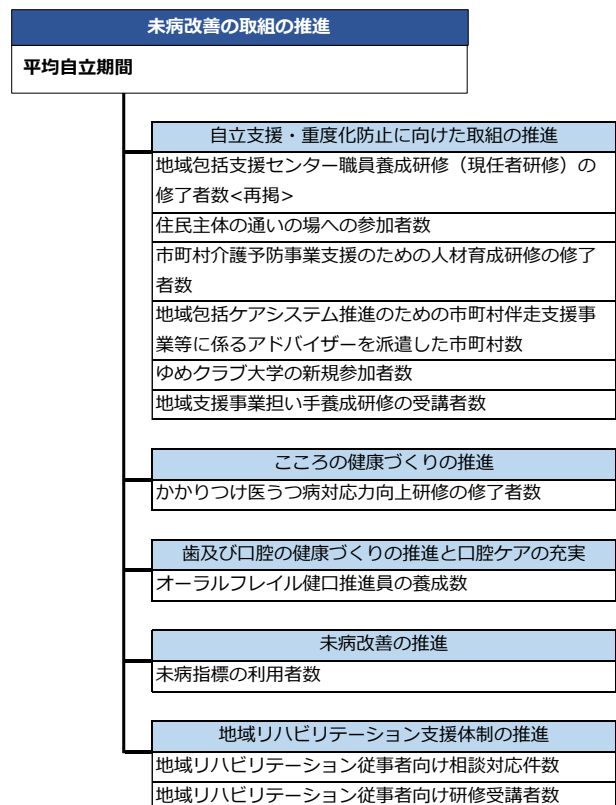 未病改善の取組の推進
平均自立期間
自立支援・重度化防止に向けた取組の推進
地域包括支援センター職員養成研修（現任者研修）の
修了者数<再掲>
住民主体の通いの場への参加者数
市町村介護予防事業支援のための人材育成研修の修了
者数
地域包括ケアシステム推進のための市町村伴走支援事
業等に係るアドバイザーを派遣した市町村数
ゆめクラブ大学の新規参加者数
地域支援事業担い手養成研修の受講者数
こころの健康づくりの推進
かかりつけ医うつ病対応力向上研修の修了者数
歯及び口腔の健康づくりの推進と口腔ケアの充実
オーラルフレイル健口推進員の養成数
未病改善の推進
未病指標の利用者数
地域リハビリテーション支援体制の推進
地域リハビリテーション従事者向け相談対応件数
地域リハビリテーション従事者向け研修受講者数